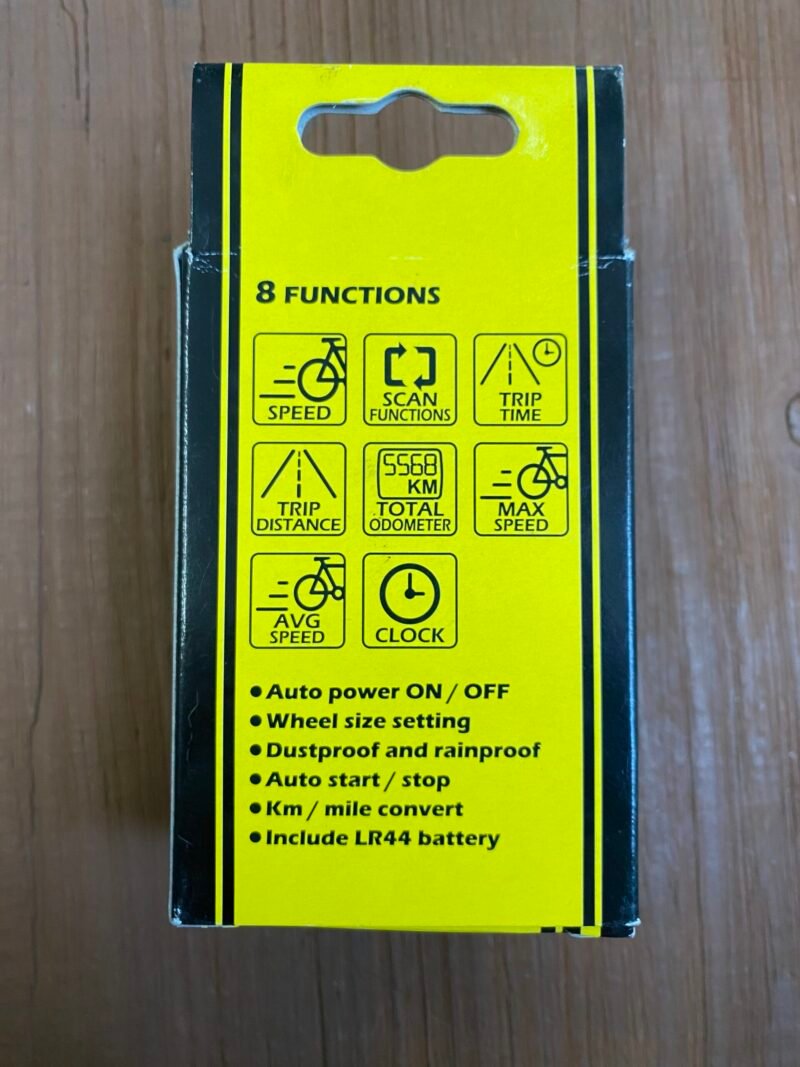 8 FUNCTIONS
SPEED
SCAN
FUNCTIONS
TRIP
TIME
TRIP
DISTANCE
5568
KM
TOTAL
ODOMETER
MAX
SPEED
AVG
SPEED
CLOCK
•Auto power ON / OFF
•Wheel size setting
•Dustproof and rainproof
•Auto start / stop
•Km / mile convert
•Include LR44 battery